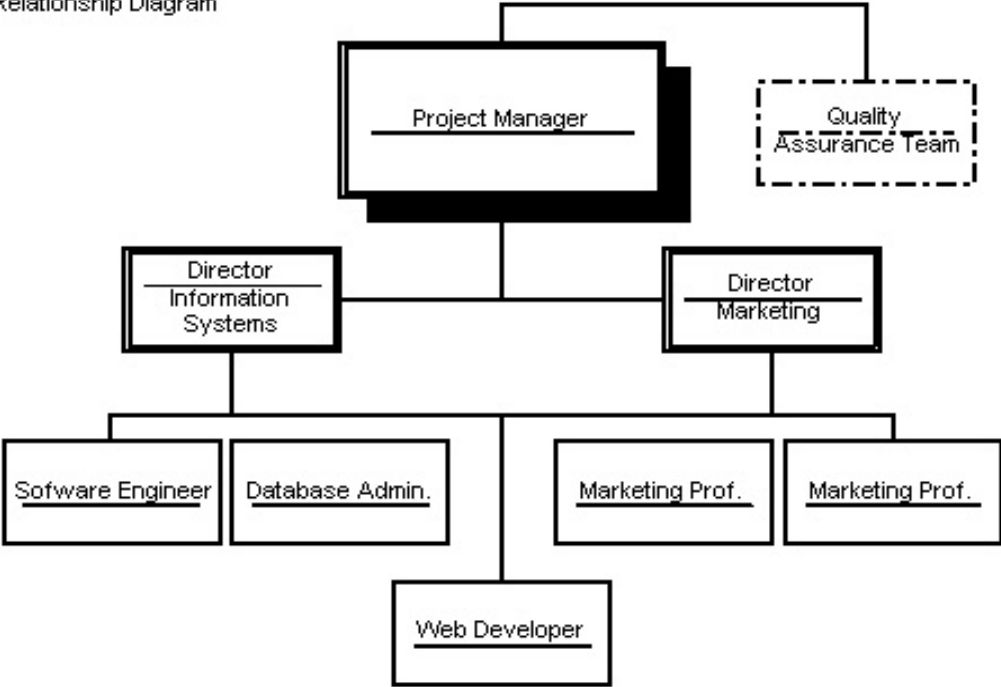 Relationship Diagram
Project Manager
Quality
Assurance Team
Director
Information
Systems
Director
Marketing
Sofware Engineer
Database Admin.
Marketing Prof.
Marketing Prof.
Web Developer